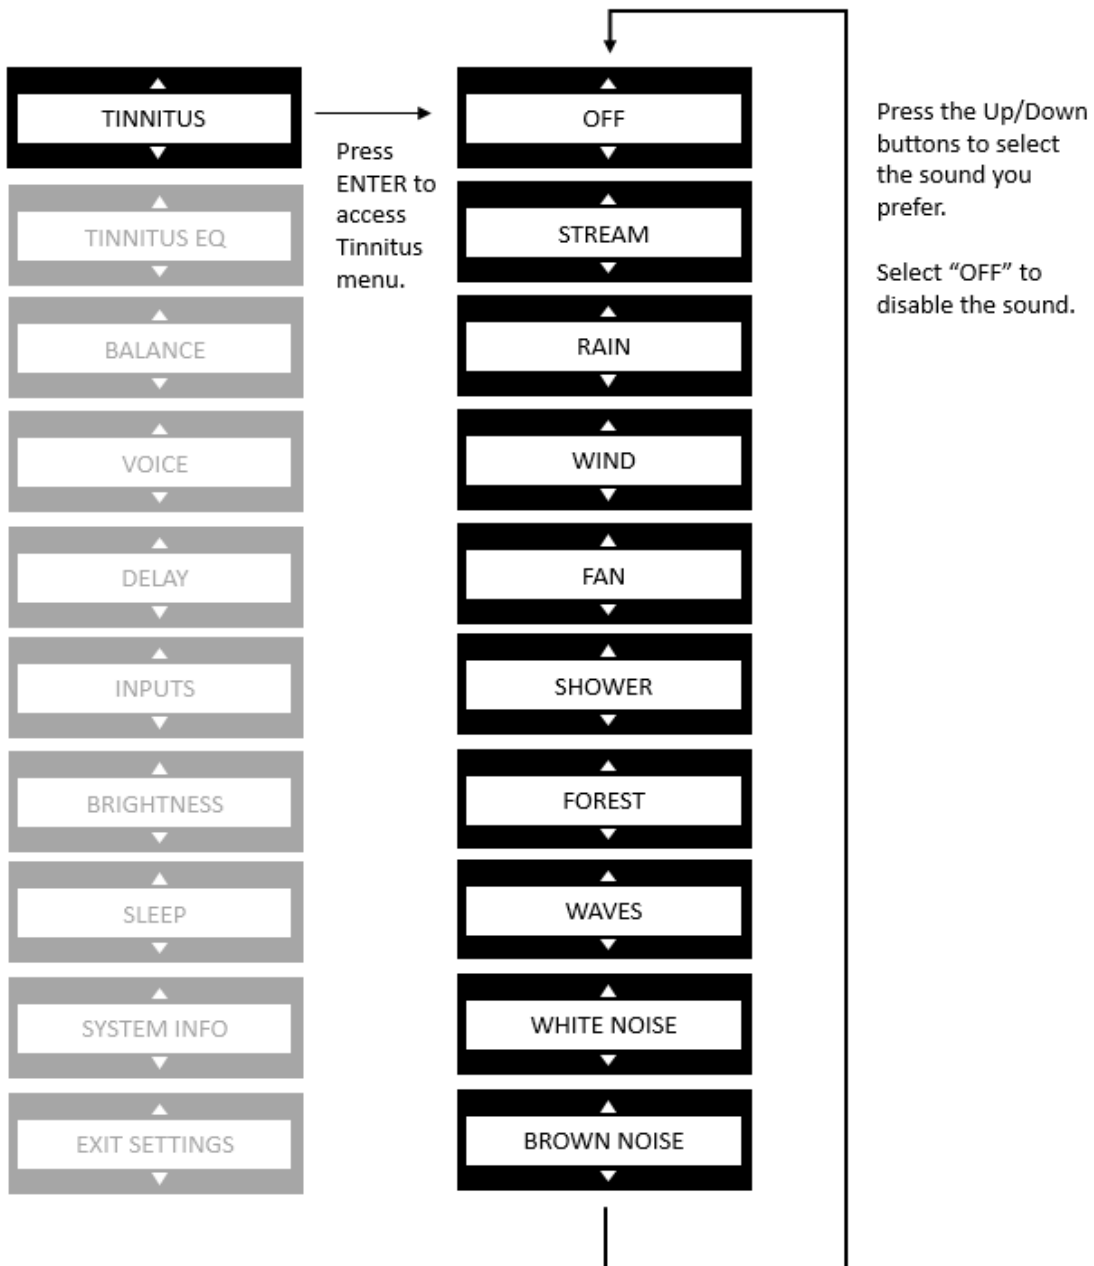 TINNITUS
TINNITUS EQ
BALANCE
VOICE
DELAY
INPUTS
BRIGHTNESS
SLEEP
SYSTEM INFO
EXIT SETTINGS
Press
ENTER to
access
Tinnitus
menu.
OFF
STREAM
RAIN
WIND
FAN
SHOWER
FOREST
WAVES
WHITE NOISE
BROWN NOISE
Press the Up/Down
buttons to select
the sound you
prefer.
Select “OFF” to
disable the sound.